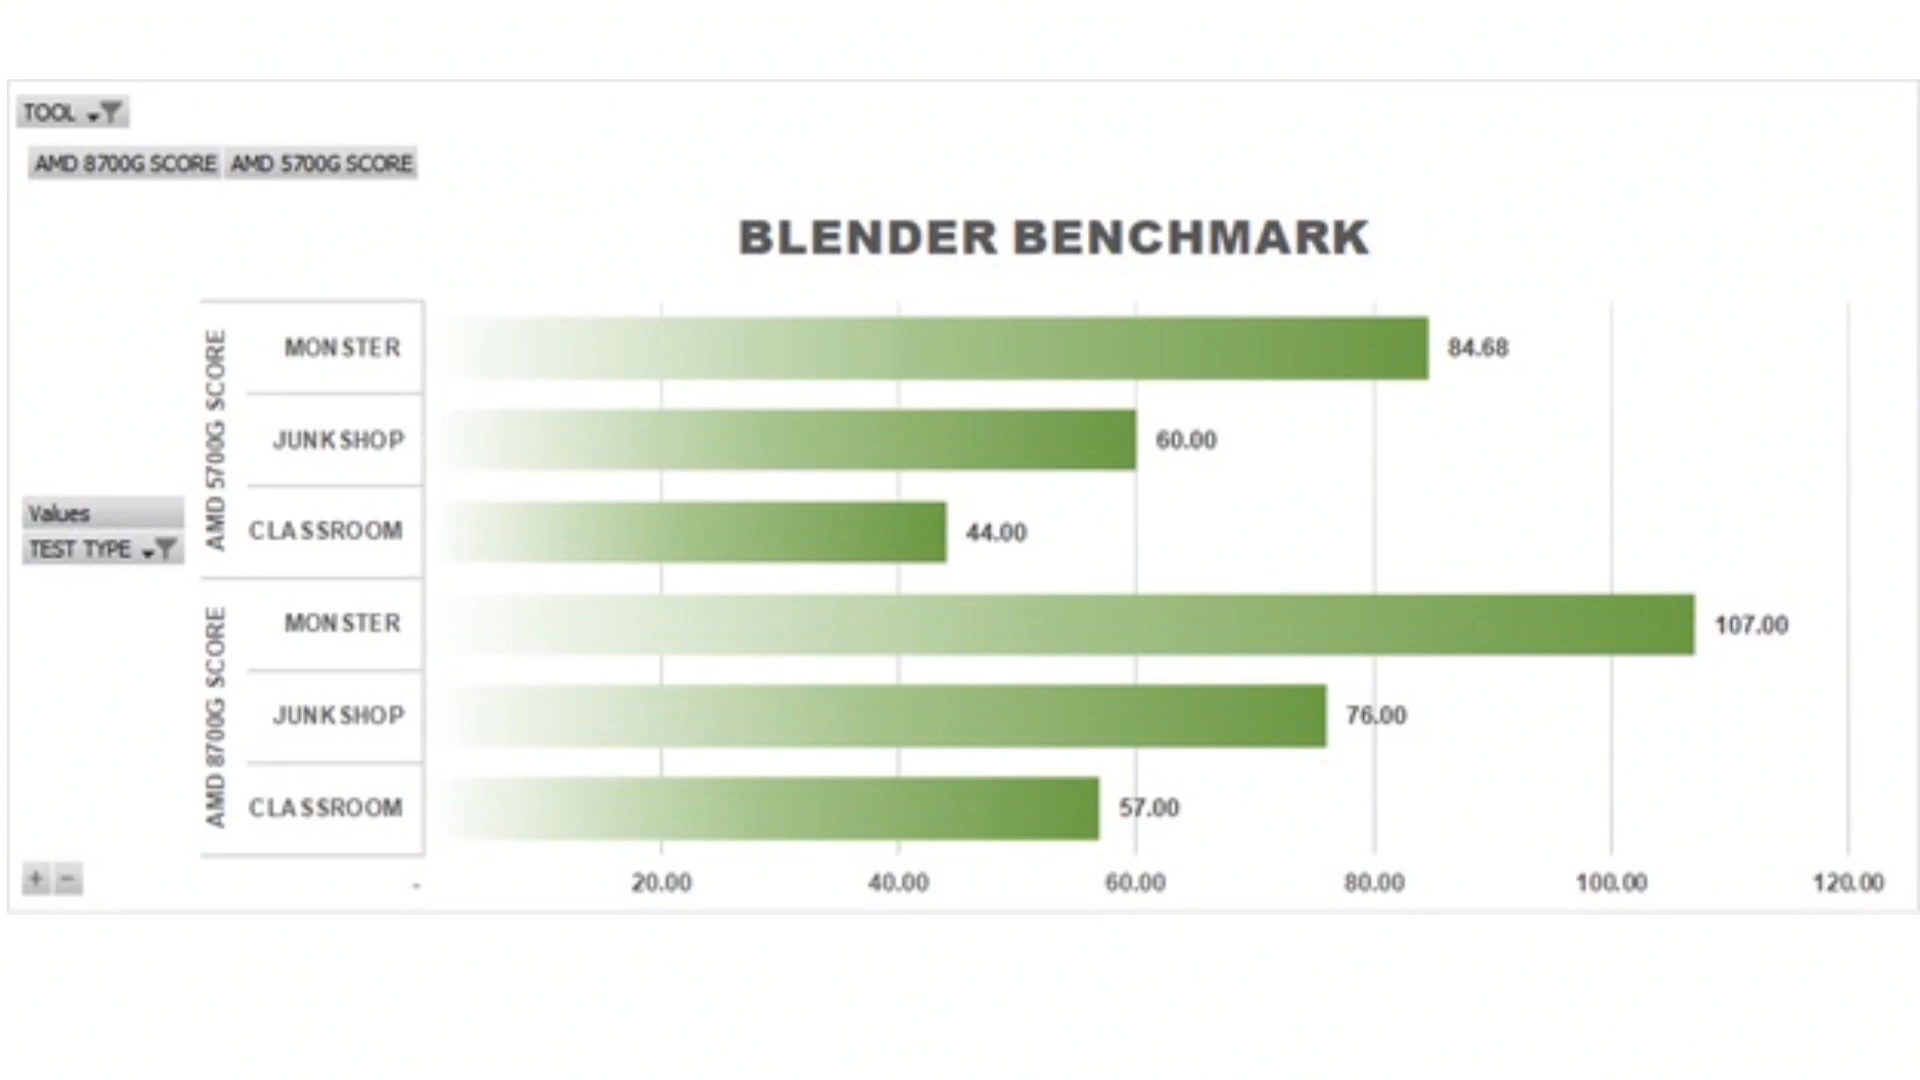 TOOL
AMD 8700G SCORE AMD 5700G SCORE
BLENDER BENCHMARK
AMD 5700G SCORE
MONSTER 84.68
JUNKSHOP 60.00
CLASSROOM 44.00
Values
TEST TYPE
AMD 8700G SCORE
MONSTER 107.00
JUNKSHOP 76.00
CLASSROOM 57.00
+ −
- 20.00 40.00 60.00 80.00 100.00 120.00